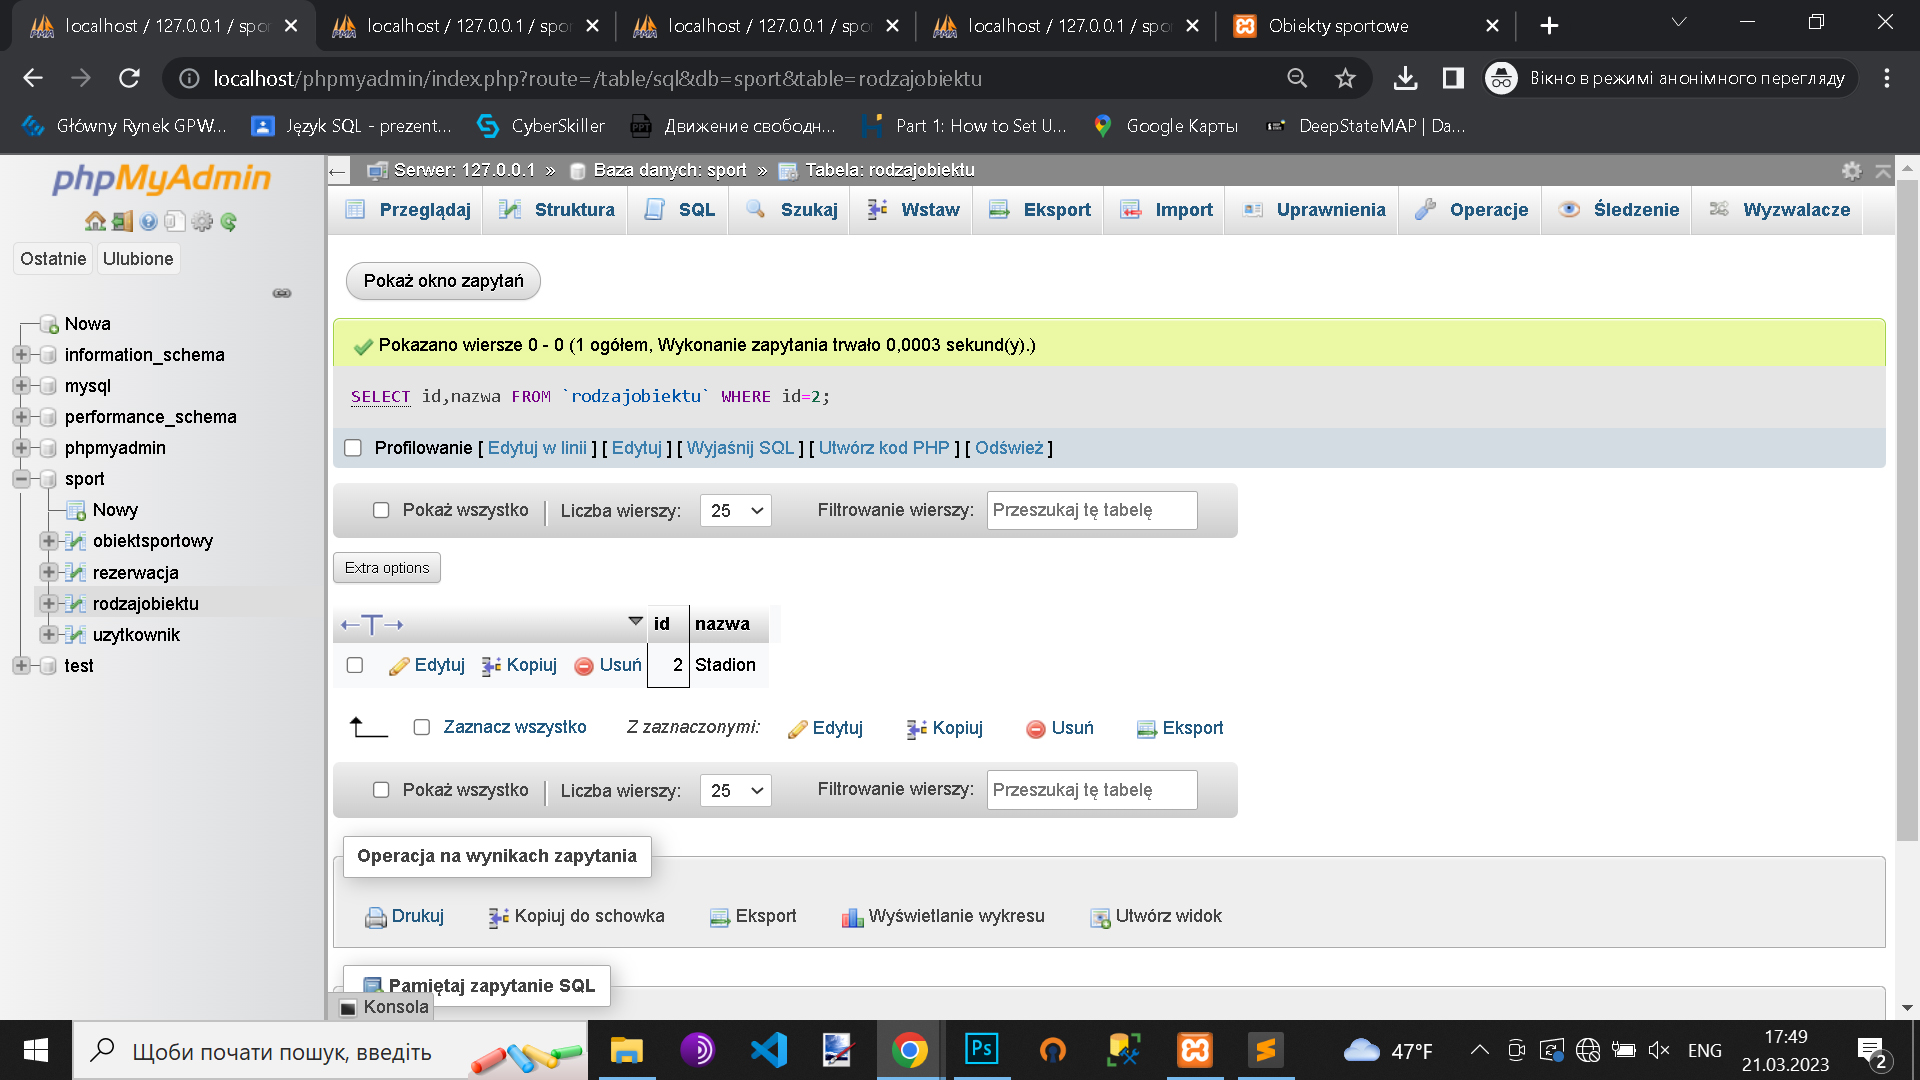 localhost / 127.0.0.1 / spo
localhost / 127.0.0.1 / spo
localhost / 127.0.0.1 / spo
localhost / 127.0.0.1 / spo
Obiekty sportowe
localhost/phpmyadmin/index.php?route=/table/sql&db=sport&table=rodzajobiektu
Вікно в режимі анонімного перегляду
Główny Rynek GPW...
Język SQL - prezent...
CyberSkiller
Движение свободн...
Part 1: How to Set U...
Google Карты
DeepStateMAP | Da...
phpMyAdmin
Ostatnie Ulubione
Nowa
information_schema
mysql
performance_schema
phpmyadmin
sport
Nowy
obiektsportowy
rezerwacja
rodzajobiektu
uzytkownik
test
Serwer: 127.0.0.1 » Baza danych: sport » Tabela: rodzajobiektu
Przeglądaj Struktura SQL Szukaj Wstaw Eksport Import Uprawnienia Operacje Śledzenie Wyzwalacze
Pokaż okno zapytań
Pokazano wiersze 0 - 0 (1 ogółem, Wykonanie zapytania trwało 0,0003 sekund(y).)
SELECT id,nazwa FROM `rodzajobiektu` WHERE id=2;
Profilowanie [ Edytuj w linii ] [ Edytuj ] [ Wyjaśnij SQL ] [ Utwórz kod PHP ] [ Odśwież ]
Pokaż wszystko Liczba wierszy: 25 Filtrowanie wierszy: Przeszukaj tę tabelę
Extra options
←T→ id nazwa
Edytuj Kopiuj Usuń 2 Stadion
Zaznacz wszystko Z zaznaczonymi: Edytuj Kopiuj Usuń Eksport
Pokaż wszystko Liczba wierszy: 25 Filtrowanie wierszy: Przeszukaj tę tabelę
Operacja na wynikach zapytania
Drukuj Kopiuj do schowka Eksport Wyświetlanie wykresu Utwórz widok
Pamiętaj zapytanie SQL
Konsola
Щоби почати пошук, введіть
Ps
47°F
ENG
17:49
21.03.2023
2